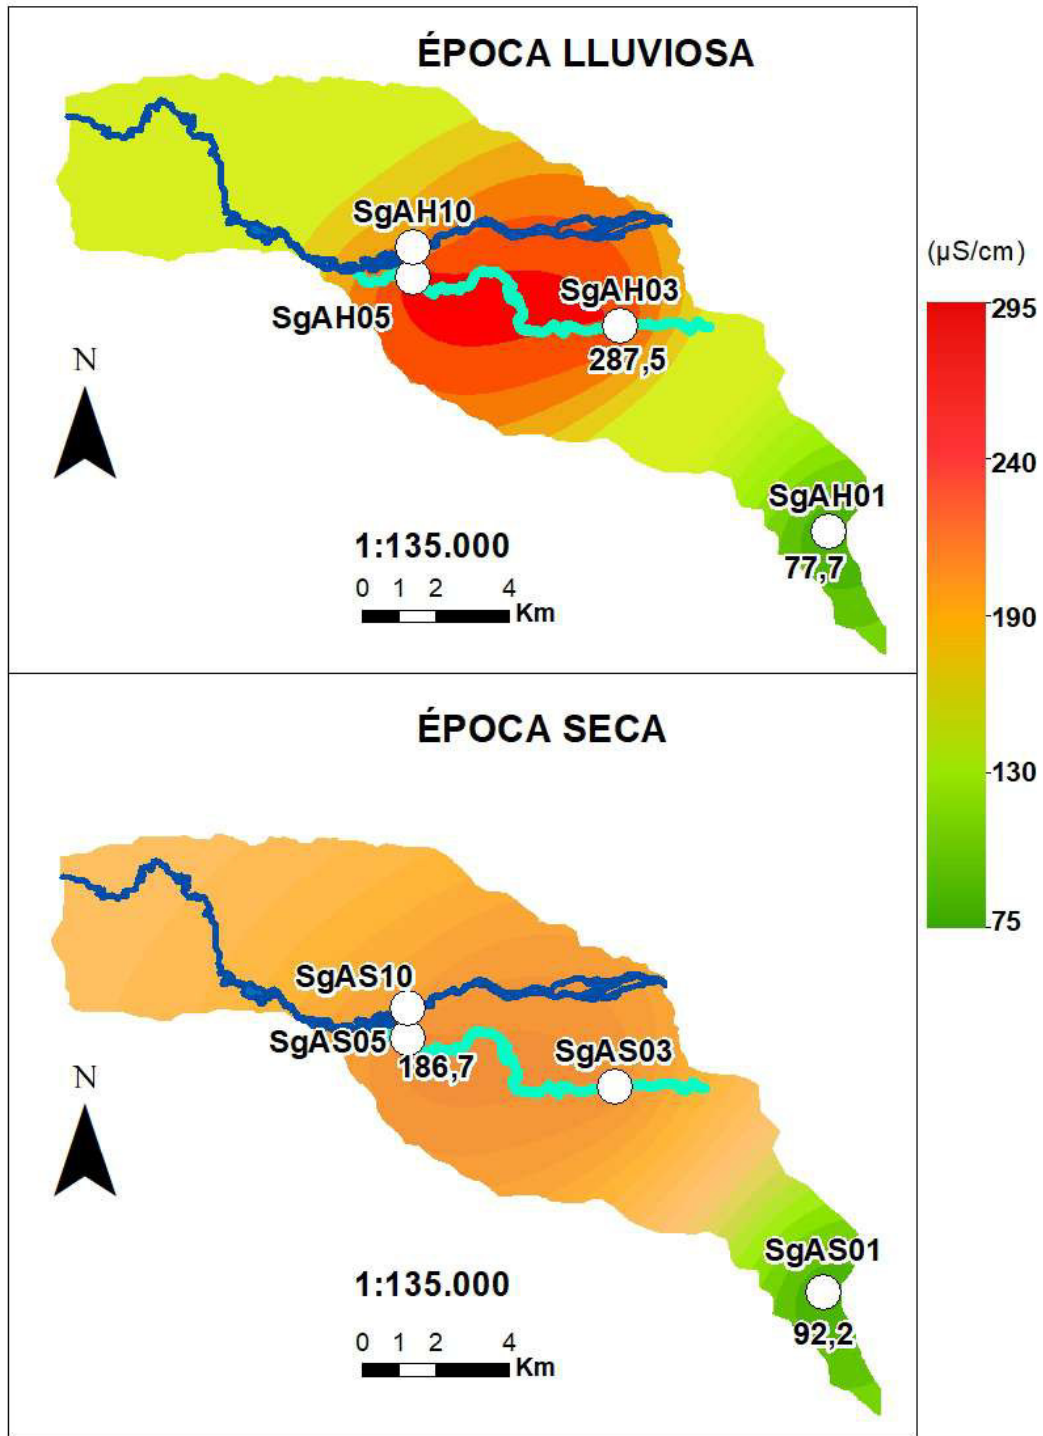 ÉPOCA LLUVIOSA
SgAH10
(µS/cm)
SgAH03
295
SgAH05
N
287,5
240
SgAH01
1:135.000
77,7
0 1 2 4
Km
190
ÉPOCA SECA
130
75
SgAS10
SgAS05
SgAS03
186,7
N
SgAS01
1:135.000
92,2
0 1 2 4
Km